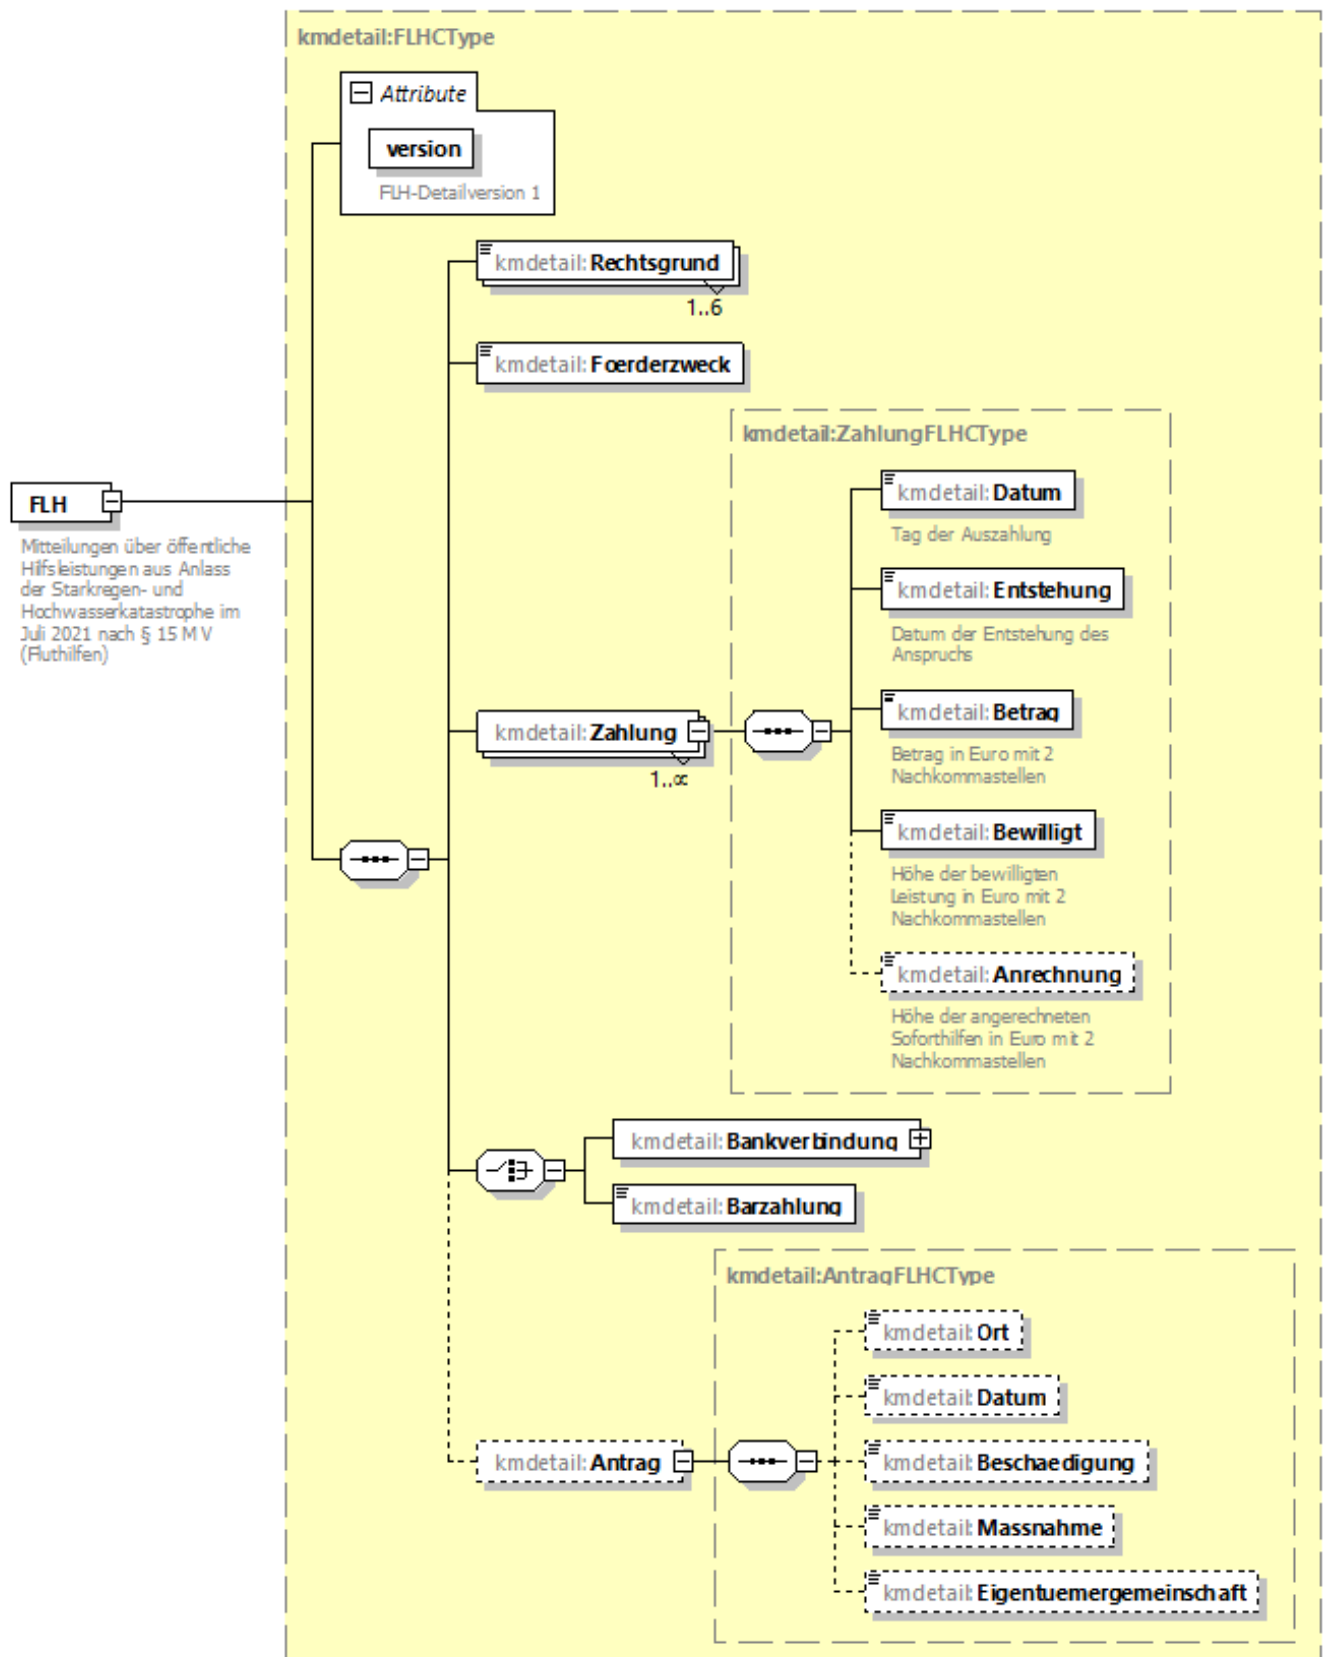 kmdetail:FLHCType
Attribute
version
FLH-Detailversion 1
kmdetail:Rechtsgrund
1..6
kmdetail:Foerderzweck
kmdetail:ZahlungFLHCType
kmdetail:Datum
Tag der Auszahlung
FLH
Mitteilungen über öffentliche
Hilfsleistungen aus Anlass
der Starkregen- und
Hochwasserkatastrophe im
Juli 2021 nach § 15 MV
(Fluthilfen)
kmdetail:Entstehung
Datum der Entstehung des
Anspruchs
kmdetail:Zahlung
1..∞
kmdetail:Betrag
Betrag in Euro mit 2
Nachkommastellen
kmdetail:Bewilligt
Höhe der bewilligten
Leistung in Euro mit 2
Nachkommastellen
kmdetail:Anrechnung
Höhe der angerechneten
Soforthilfen in Euro mit 2
Nachkommastellen
kmdetail:Bankverbindung
kmdetail:Barzahlung
kmdetail:AntragFLHCType
kmdetail:Antrag
kmdetail:Ort
kmdetail:Datum
kmdetail:Beschaedigung
kmdetail:Massnahme
kmdetail:Eigentuemergemeinschaft